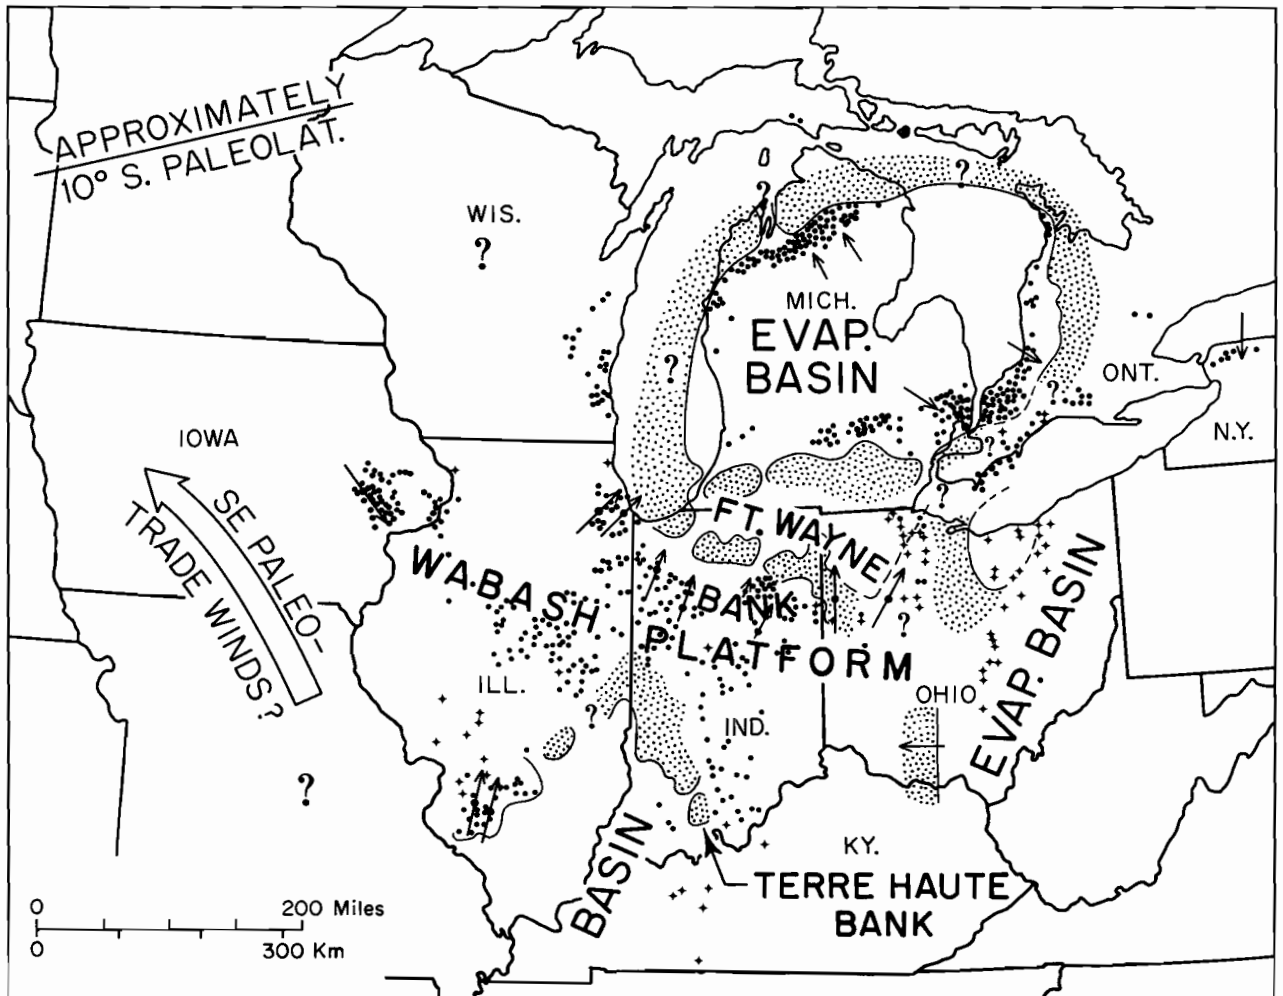 APPROXIMATELY
10° S. PALEOLAT.
WIS.
?
?
?
?
MICH.
EVAP.
BASIN
ONT.
?
N.Y.
IOWA
SE PALEO-
TRADE WINDS?
?
?
FT. WAYNE
BANK
WABASH
PLATFORM
?
EVAP. BASIN
ILL.
?
IND.
OHIO
?
?
BASIN
KY.
TERRE HAUTE
BANK
0 200 Miles
0 300 Km